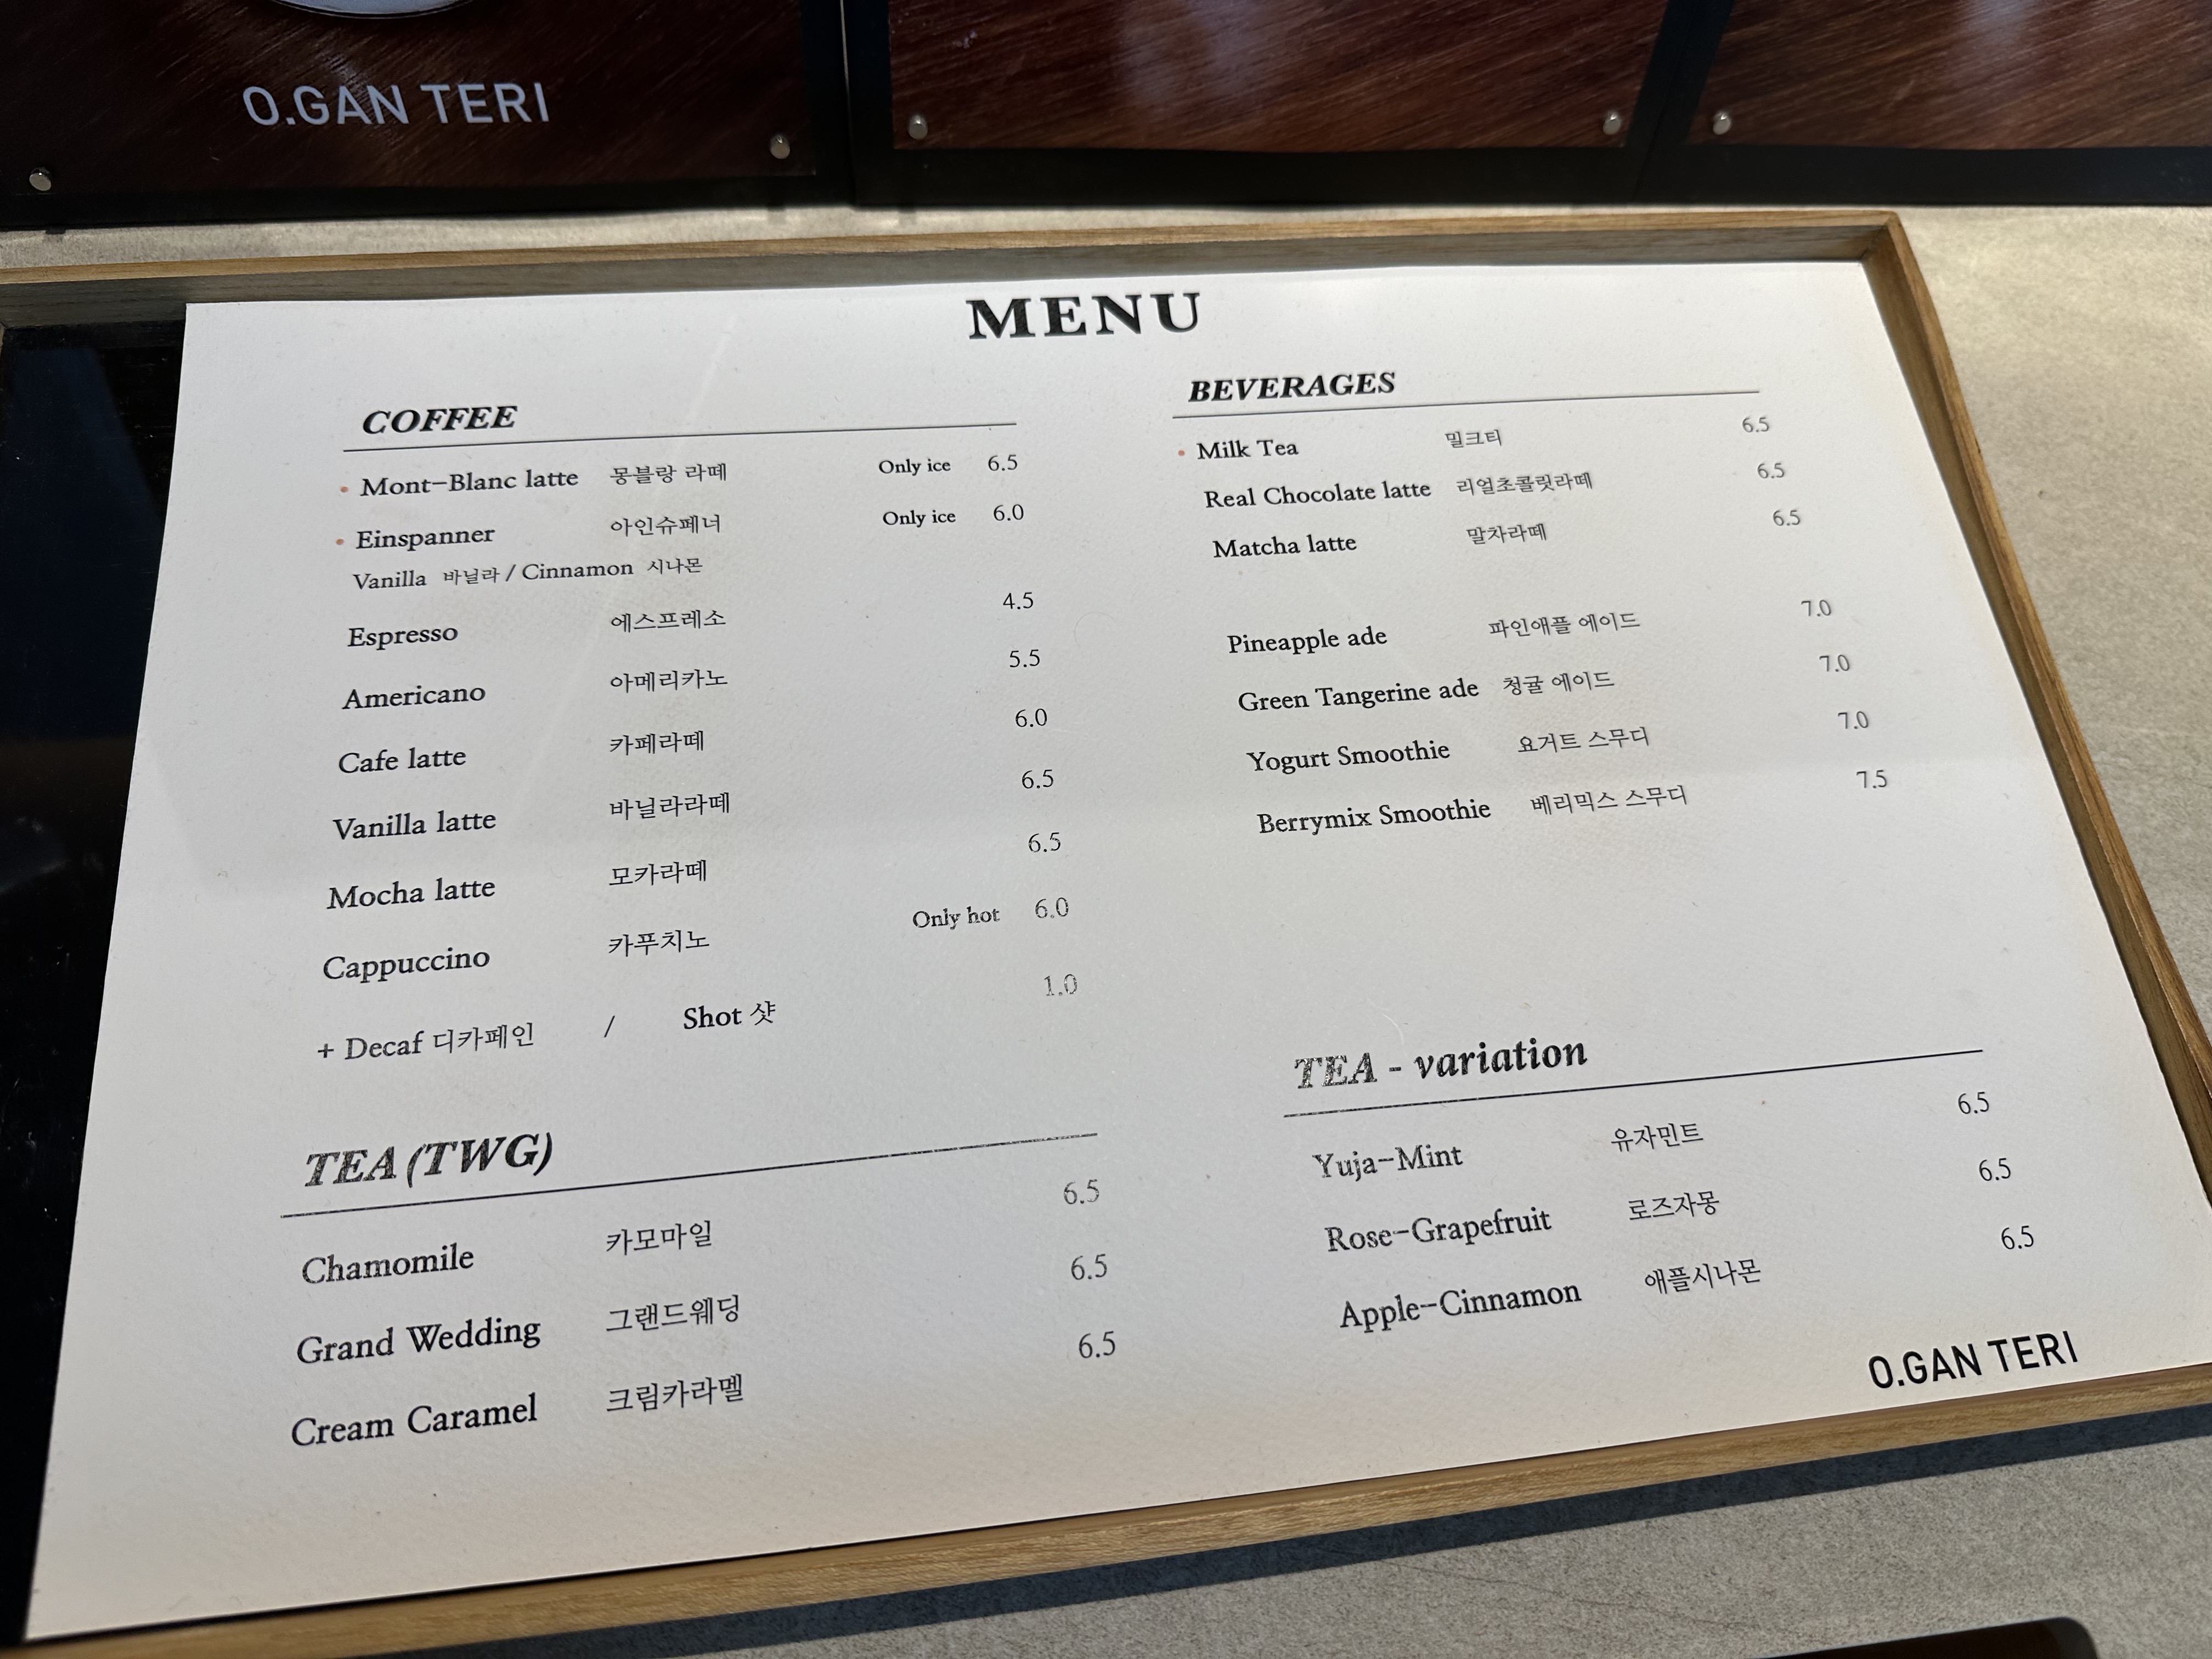 O.GAN TERI
MENU
COFFEE
• Mont-Blanc latte 몽블랑 라떼 Only ice 6.5
• Einspanner 아인슈페너 Only ice 6.0
Vanilla 바닐라 / Cinnamon 시나몬
Espresso 에스프레소 4.5
Americano 아메리카노 5.5
Cafe latte 카페라떼 6.0
Vanilla latte 바닐라라떼 6.5
Mocha latte 모카라떼 6.5
Cappuccino 카푸치노 Only hot 6.0
+ Decaf 디카페인 / Shot 샷 1.0
TEA (TWG)
Chamomile 카모마일 6.5
Grand Wedding 그랜드웨딩 6.5
Cream Caramel 크림카라멜 6.5
BEVERAGES
• Milk Tea 밀크티 6.5
Real Chocolate latte 리얼초콜릿라떼 6.5
Matcha latte 말차라떼 6.5
Pineapple ade 파인애플 에이드 7.0
Green Tangerine ade 청귤 에이드 7.0
Yogurt Smoothie 요거트 스무디 7.0
Berrymix Smoothie 베리믹스 스무디 7.5
TEA - variation
Yuja-Mint 유자민트 6.5
Rose-Grapefruit 로즈자몽 6.5
Apple-Cinnamon 애플시나몬 6.5
O.GAN TERI